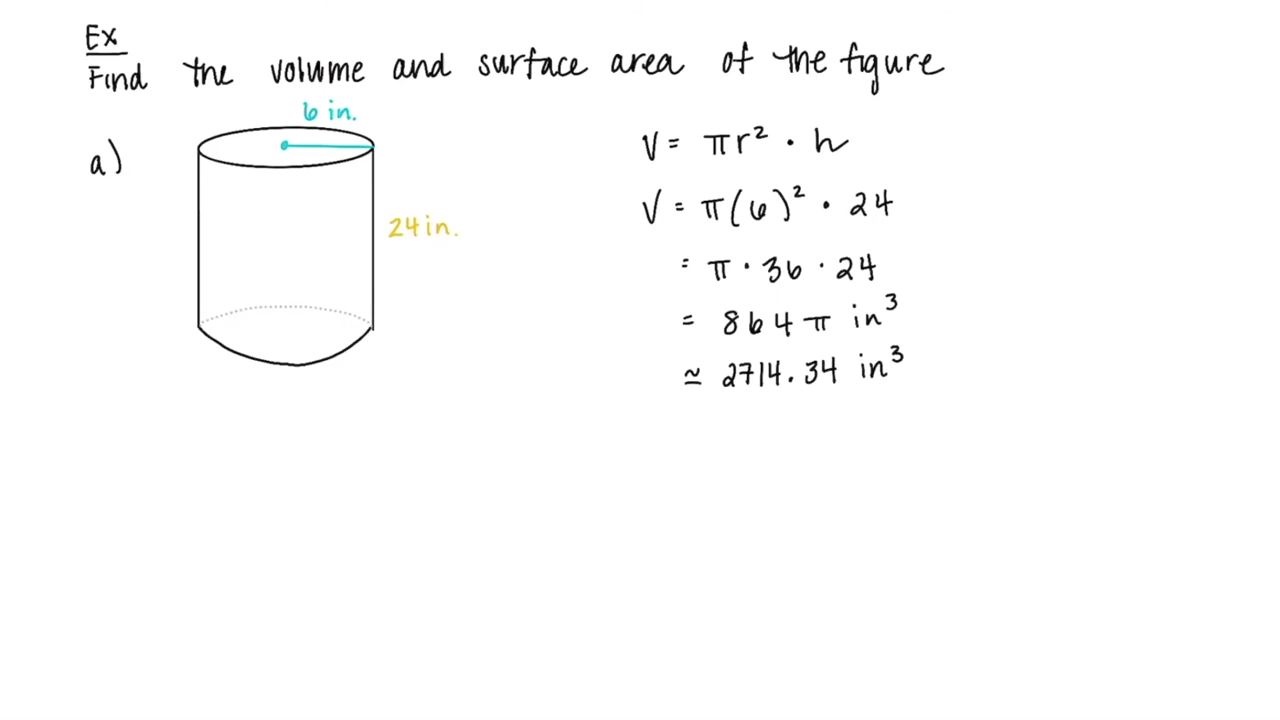 Ex
Find the volume and surface area of the figure
6 in.
a)
24 in.
V = πr² · h
V = π(6)² · 24
= π · 36 · 24
= 864 π in³
≃ 2714.34 in³